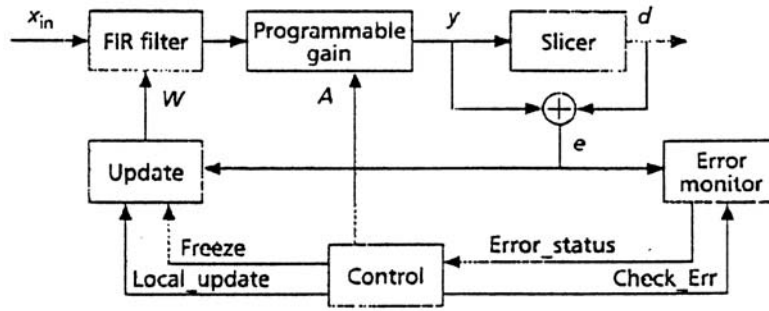 x_in
FIR filter
Programmable
gain
y
Slicer
d
W
A
+
e
Update
Error
monitor
Freeze
Local_update
Control
Error_status
Check_Err